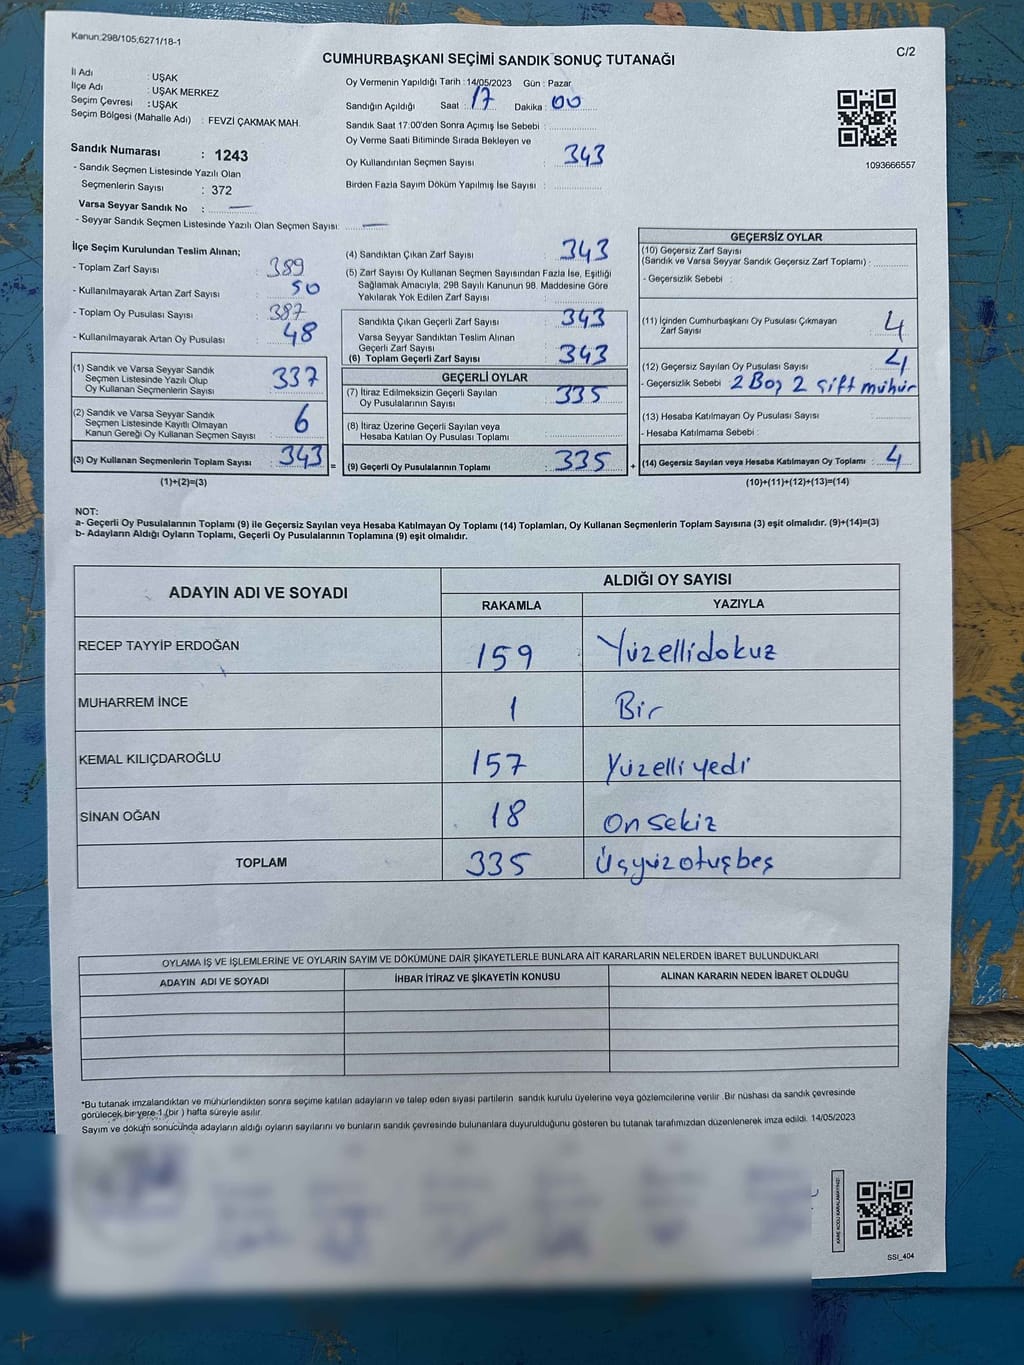 Kanun:298/105;6271/18-1
C/2
CUMHURBAŞKANI SEÇİMİ SANDIK SONUÇ TUTANAĞI
İl Adı : UŞAK
İlçe Adı : UŞAK MERKEZ
Seçim Çevresi : UŞAK
Seçim Bölgesi (Mahalle Adı) : FEVZİ ÇAKMAK MAH.
Sandık Numarası : 1243
- Sandık Seçmen Listesinde Yazılı Olan
Seçmenlerin Sayısı : 372
Varsa Seyyar Sandık No : —
- Seyyar Sandık Seçmen Listesinde Yazılı Olan Seçmen Sayısı: —
Oy Vermenin Yapıldığı Tarih : 14/05/2023 Gün : Pazar
Sandığın Açıldığı Saat : 17 Dakika : 00
Sandık Saat 17:00'den Sonra Açımış İse Sebebi :
Oy Verme Saati Bitiminde Sırada Bekleyen ve
Oy Kullandırılan Seçmen Sayısı : 343
Birden Fazla Sayım Döküm Yapılmış İse Sayısı :
1093666557
İlçe Seçim Kurulundan Teslim Alınan;
- Toplam Zarf Sayısı : 389
- Kullanılmayarak Artan Zarf Sayısı : 50
- Toplam Oy Pusulası Sayısı : 387
- Kullanılmayarak Artan Oy Pusulası : 48
(1) Sandık ve Varsa Seyyar Sandık
Seçmen Listesinde Yazılı Olup
Oy Kullanan Seçmenlerin Sayısı : 337
(2) Sandık ve Varsa Seyyar Sandık
Seçmen Listesinde Kayıtlı Olmayan
Kanun Gereği Oy Kullanan Seçmen Sayısı : 6
(3) Oy Kullanan Seçmenlerin Toplam Sayısı : 343
(1)+(2)=(3)
(4) Sandıktan Çıkan Zarf Sayısı : 343
(5) Zarf Sayısı Oy Kullanan Seçmen Sayısından Fazla İse, Eşitliği
Sağlamak Amacıyla; 298 Sayılı Kanunun 98. Maddesine Göre
Yakılarak Yok Edilen Zarf Sayısı :
Sandıkta Çıkan Geçerli Zarf Sayısı : 343
Varsa Seyyar Sandıktan Teslim Alınan
Geçerli Zarf Sayısı :
(6) Toplam Geçerli Zarf Sayısı : 343
GEÇERLİ OYLAR
(7) İtiraz Edilmeksizin Geçerli Sayılan
Oy Pusulalarının Sayısı : 335
(8) İtiraz Üzerine Geçerli Sayılan veya
Hesaba Katılan Oy Pusulası Toplamı :
= (9) Geçerli Oy Pusulalarının Toplamı : 335 +
GEÇERSİZ OYLAR
(10) Geçersiz Zarf Sayısı
(Sandık ve Varsa Seyyar Sandık Geçersiz Zarf Toplamı) :
- Geçersizlik Sebebi :
(11) İçinden Cumhurbaşkanı Oy Pusulası Çıkmayan
Zarf Sayısı : 4
(12) Geçersiz Sayılan Oy Pusulası Sayısı : 4
- Geçersizlik Sebebi : 2 Boş 2 çift mühür
(13) Hesaba Katılmayan Oy Pusulası Sayısı :
- Hesaba Katılmama Sebebi :
(14) Geçersiz Sayılan veya Hesaba Katılmayan Oy Toplamı : 4
(10)+(11)+(12)+(13)=(14)
NOT:
a- Geçerli Oy Pusulalarının Toplamı (9) ile Geçersiz Sayılan veya Hesaba Katılmayan Oy Toplamı (14) Toplamları, Oy Kullanan Seçmenlerin Toplam Sayısına (3) eşit olmalıdır. (9)+(14)=(3)
b- Adayların Aldığı Oyların Toplamı, Geçerli Oy Pusulalarının Toplamına (9) eşit olmalıdır.
ADAYIN ADI VE SOYADI
ALDIĞI OY SAYISI
RAKAMLA YAZIYLA
RECEP TAYYİP ERDOĞAN 159 Yüzellidokuz
MUHARREM İNCE 1 Bir
KEMAL KILIÇDAROĞLU 157 Yüzelliyedi
SİNAN OĞAN 18 onsekiz
TOPLAM 335 Üçyüzotuzbeş
OYLAMA İŞ VE İŞLEMLERİNE VE OYLARIN SAYIM VE DÖKÜMÜNE DAİR ŞİKAYETLERLE BUNLARA AİT KARARLARIN NELERDEN İBARET BULUNDUKLARI
ADAYIN ADI VE SOYADI İHBAR İTİRAZ VE ŞİKAYETİN KONUSU ALINAN KARARIN NEDEN İBARET OLDUĞU
*Bu tutanak imzalandıktan ve mühürlendikten sonra seçime katılan adayların ve talep eden siyasi partilerin sandık kurulu üyelerine veya gözlemcilerine verilir. Bir nüshası da sandık çevresinde
görülecek bir yere 1 (bir ) hafta süreyle asılır.
Sayım ve döküm sonucunda adayların aldığı oyların sayılarını ve bunların sandık çevresinde bulunanlara duyurulduğunu gösteren bu tutanak tarafımızdan düzenlenerek imza edildi. 14/05/2023
SSI_404